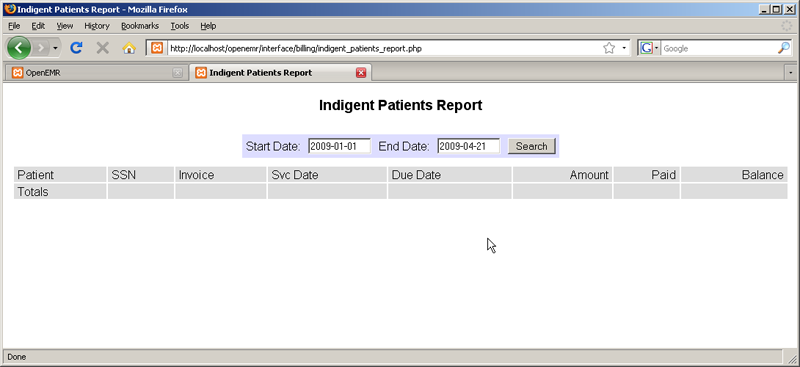 Indigent Patients Report - Mozilla Firefox
File Edit View History Bookmarks Tools Help
http://localhost/openemr/interface/billing/indigent_patients_report.php Google
OpenEMR Indigent Patients Report
Indigent Patients Report
Start Date: 2009-01-01 End Date: 2009-04-21 Search
Patient SSN Invoice Svc Date Due Date Amount Paid Balance
Totals
Done